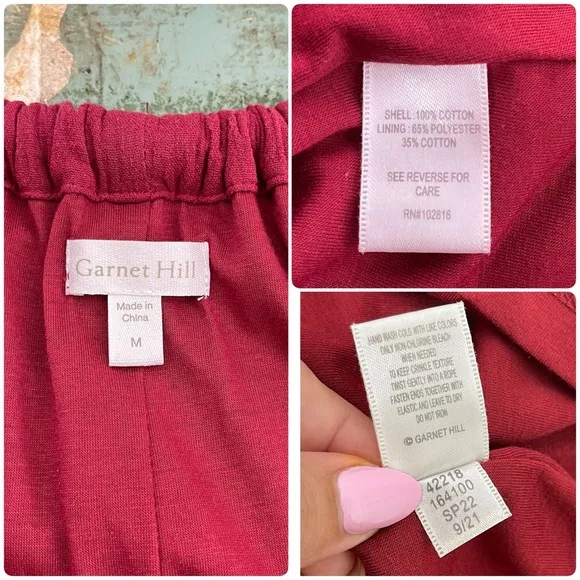 Garnet Hill
Made in
China
M
SHELL: 100% COTTON
LINING: 65% POLYESTER
35% COTTON
SEE REVERSE FOR
CARE
RN#102816
HAND WASH COLD WITH LIKE COLORS
ONLY NON-CHLORINE BLEACH
WHEN NEEDED
TO KEEP CRINKLE TEXTURE
TWIST GENTLY INTO A ROPE
FASTEN ENDS TOGETHER WITH
ELASTIC AND LEAVE TO DRY
DO NOT IRON
© GARNET HILL
42218
164100
SP22
9/21